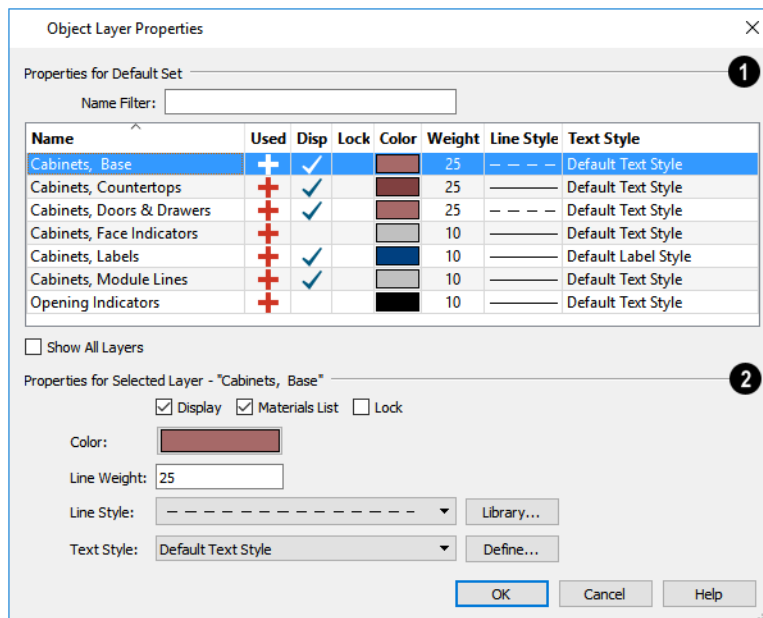 Object Layer Properties
Properties for Default Set
1
Name Filter:
Name Used Disp Lock Color Weight Line Style Text Style
Cabinets, Base 25 Default Text Style
Cabinets, Countertops 25 Default Text Style
Cabinets, Doors & Drawers 25 Default Text Style
Cabinets, Face Indicators 10 Default Text Style
Cabinets, Labels 10 Default Label Style
Cabinets, Module Lines 10 Default Text Style
Opening Indicators 10 Default Text Style
Show All Layers
Properties for Selected Layer - "Cabinets, Base"
2
Display Materials List Lock
Color:
Line Weight: 25
Line Style: Library...
Text Style: Default Text Style Define...
OK Cancel Help